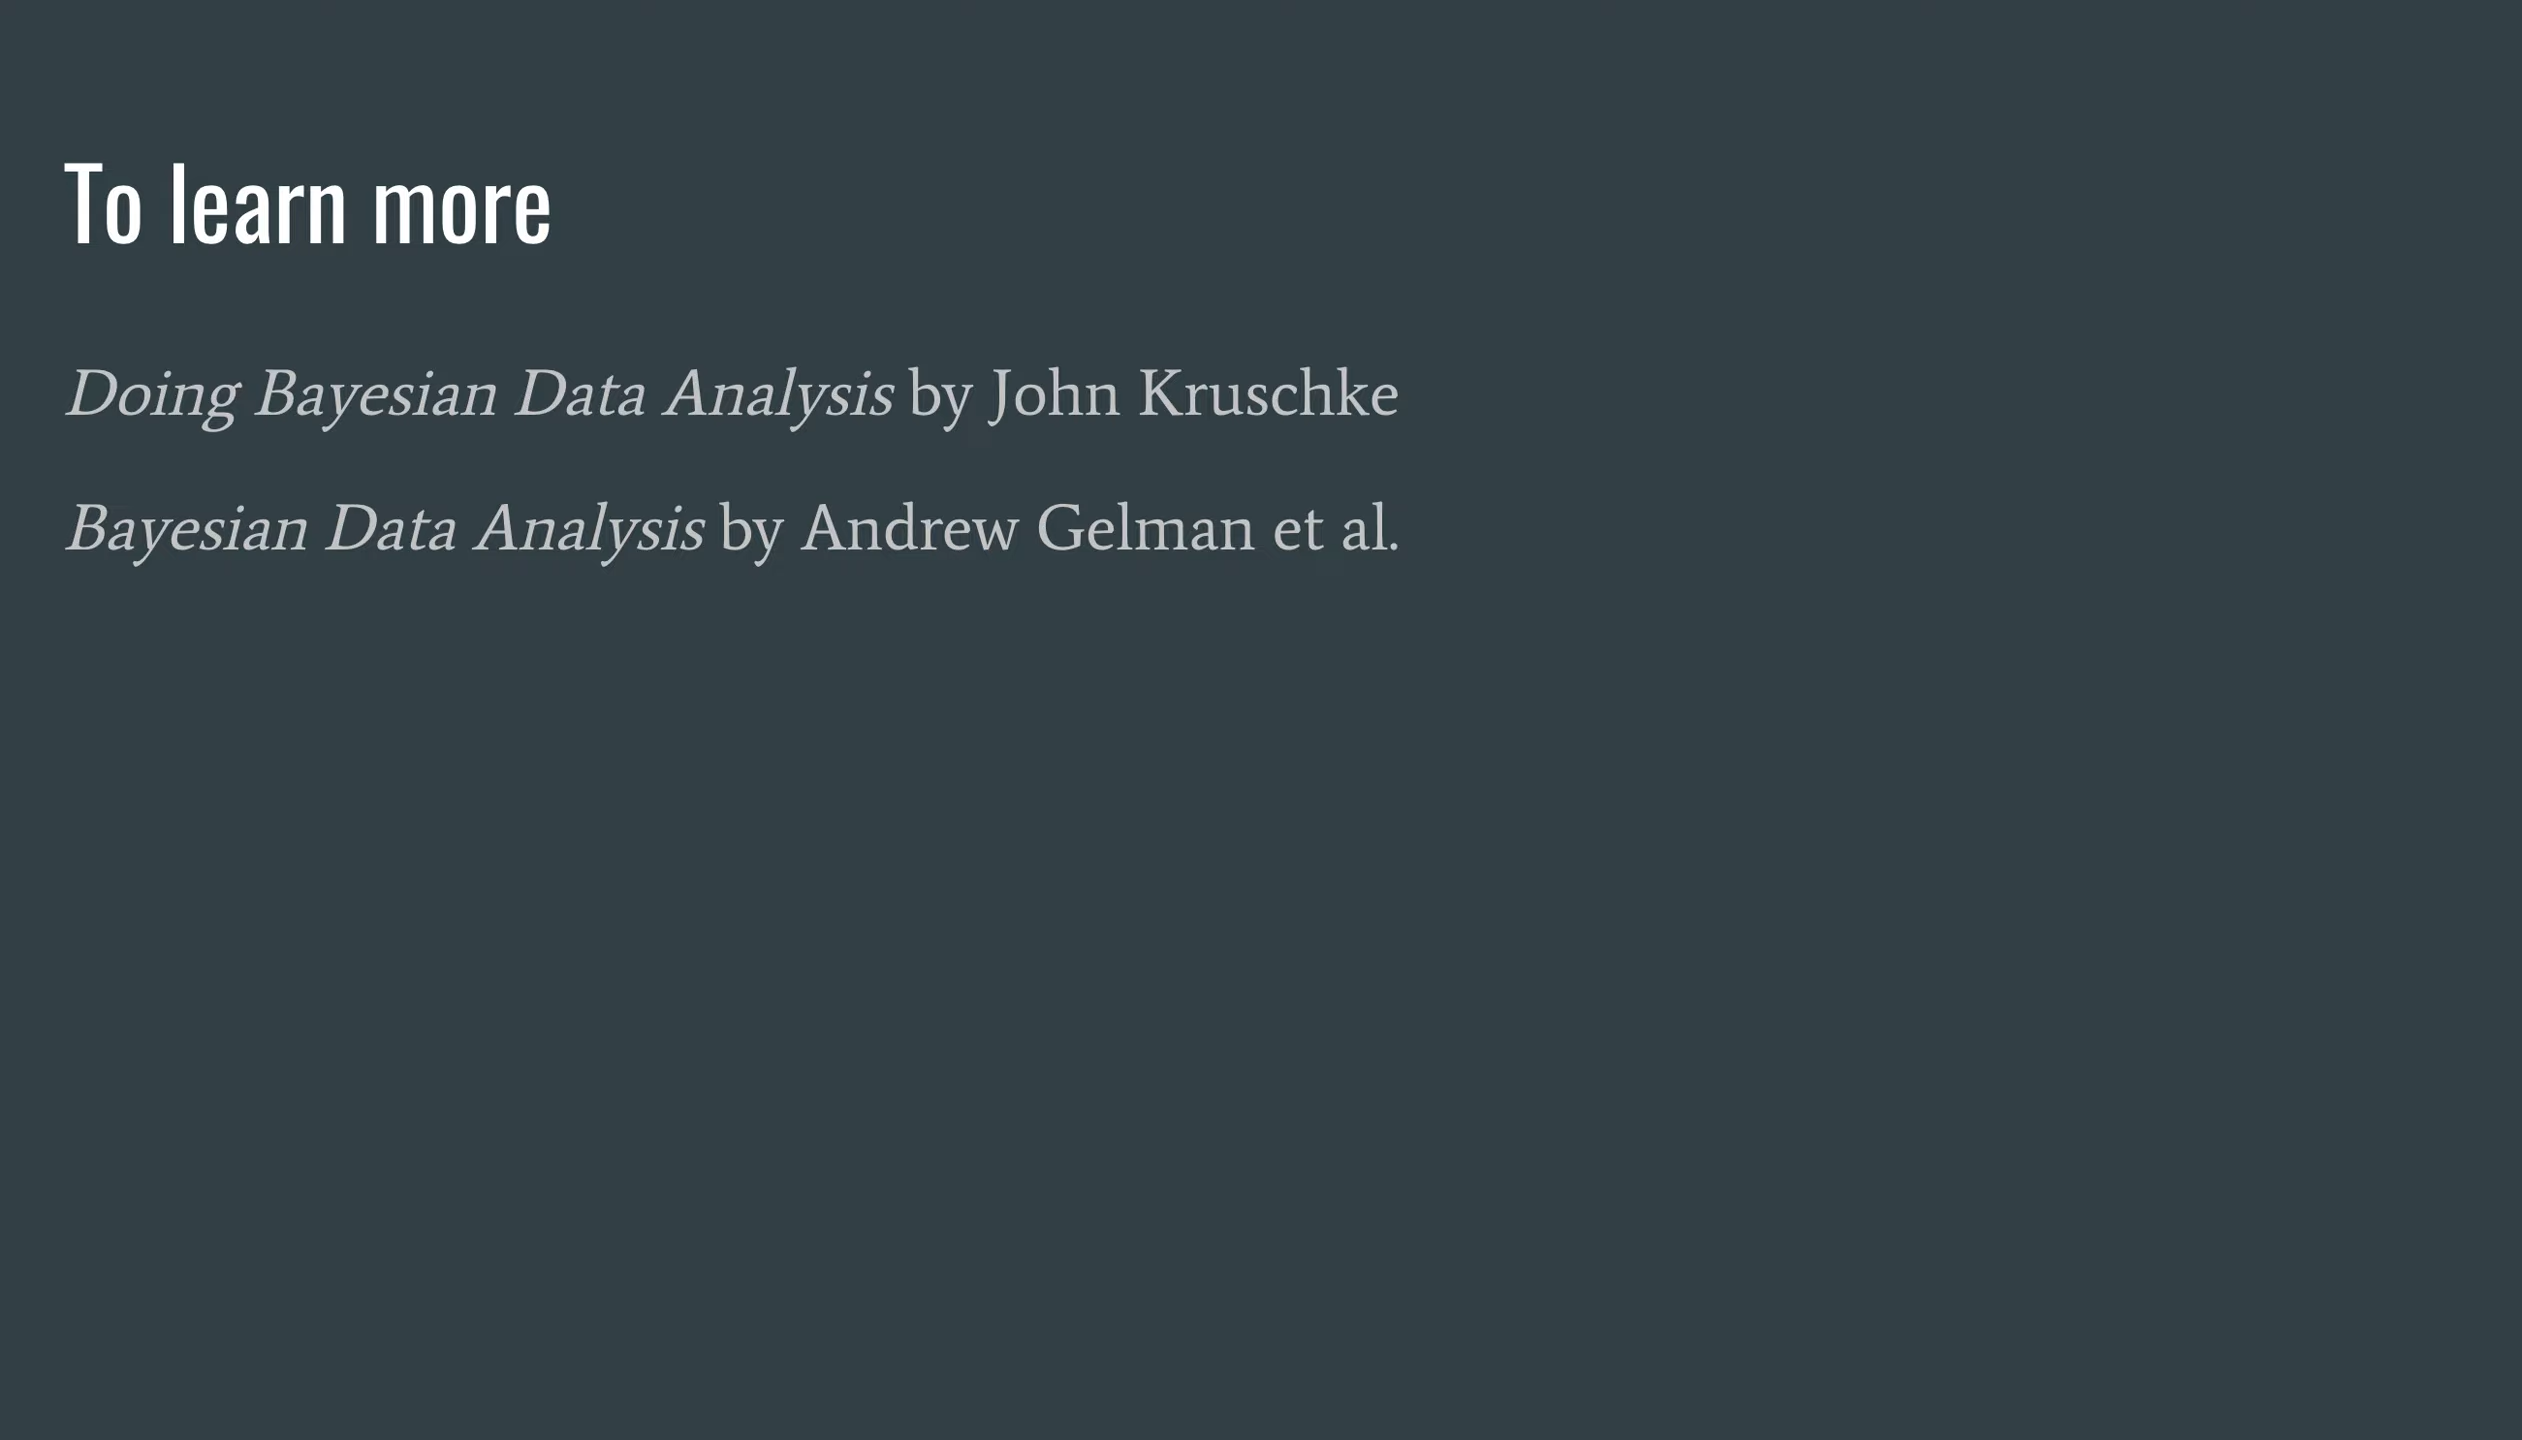 To learn more
Doing Bayesian Data Analysis by John Kruschke
Bayesian Data Analysis by Andrew Gelman et al.